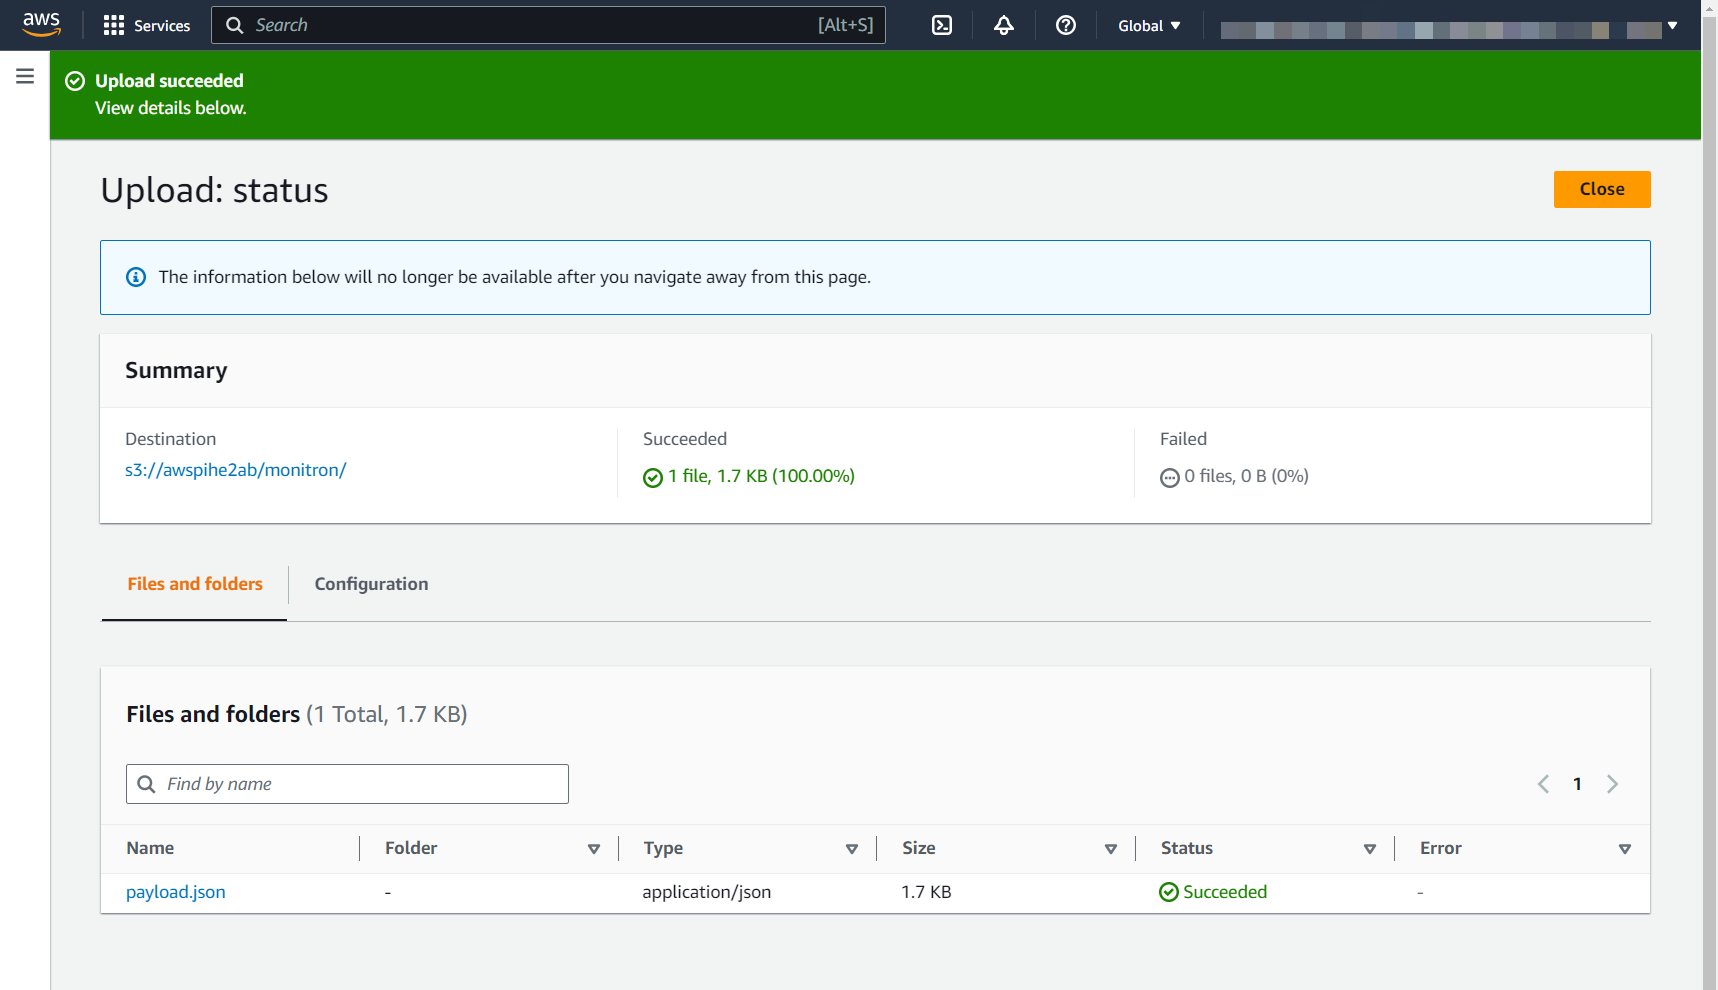 aws
Services
Search
[Alt+S]
Global
Upload succeeded
View details below.
Upload: status
Close
The information below will no longer be available after you navigate away from this page.
Summary
Destination
s3://awspihe2ab/monitron/
Succeeded
1 file, 1.7 KB (100.00%)
Failed
0 files, 0 B (0%)
Files and folders
Configuration
Files and folders (1 Total, 1.7 KB)
Find by name
1
Name Folder Type Size Status Error
payload.json - application/json 1.7 KB Succeeded -